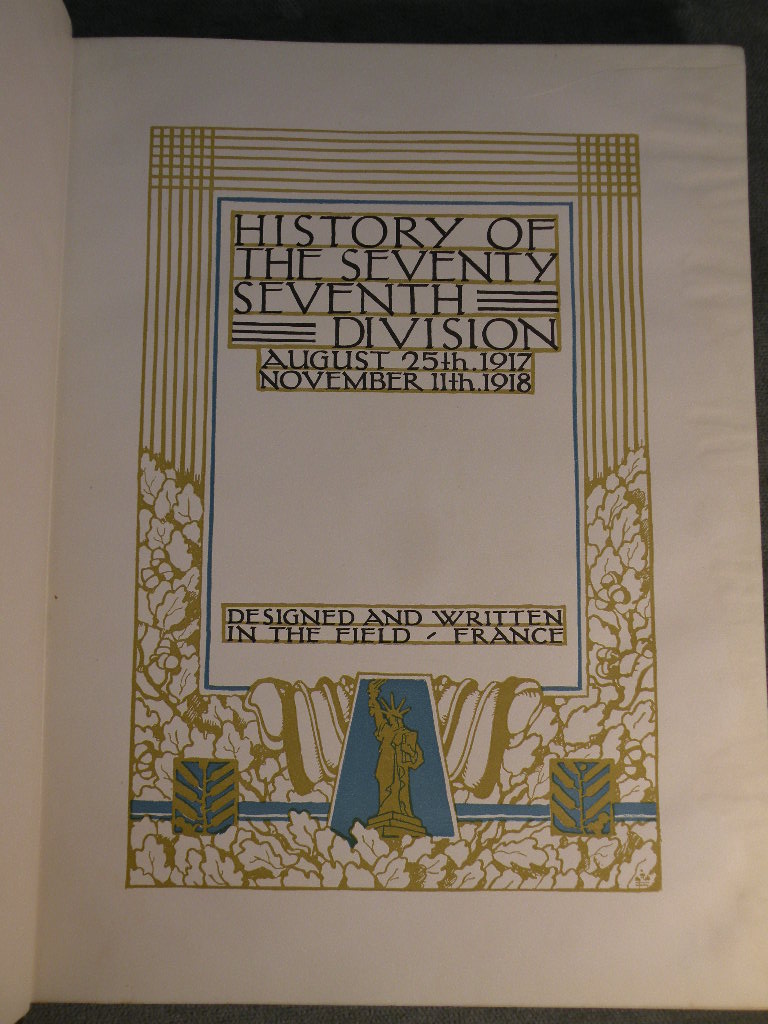 HISTORY OF
THE SEVENTY
SEVENTH
DIVISION
AUGUST 25th.1917
NOVEMBER 11th.1918
DESIGNED AND WRITTEN
IN THE FIELD - FRANCE